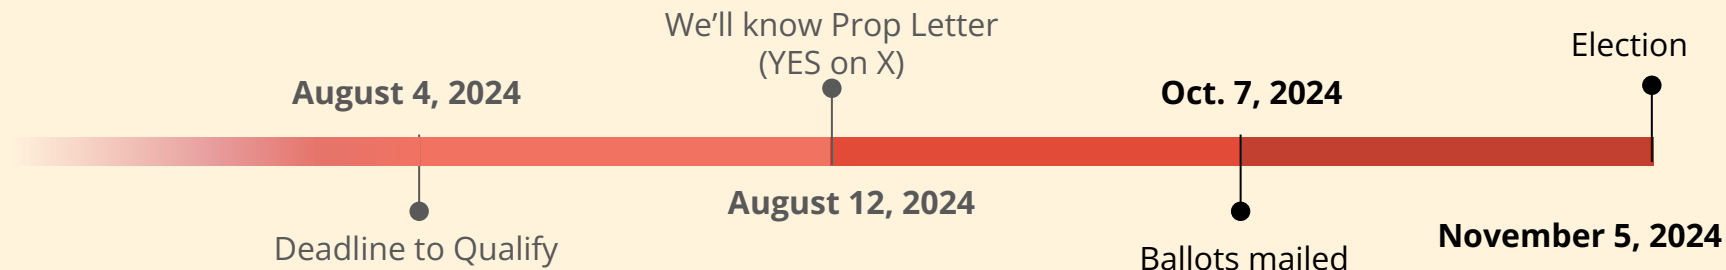 We'll know Prop Letter
(YES on X)
Election
August 4, 2024
Oct. 7, 2024
August 12, 2024
November 5, 2024
Deadline to Qualify
Ballots mailed